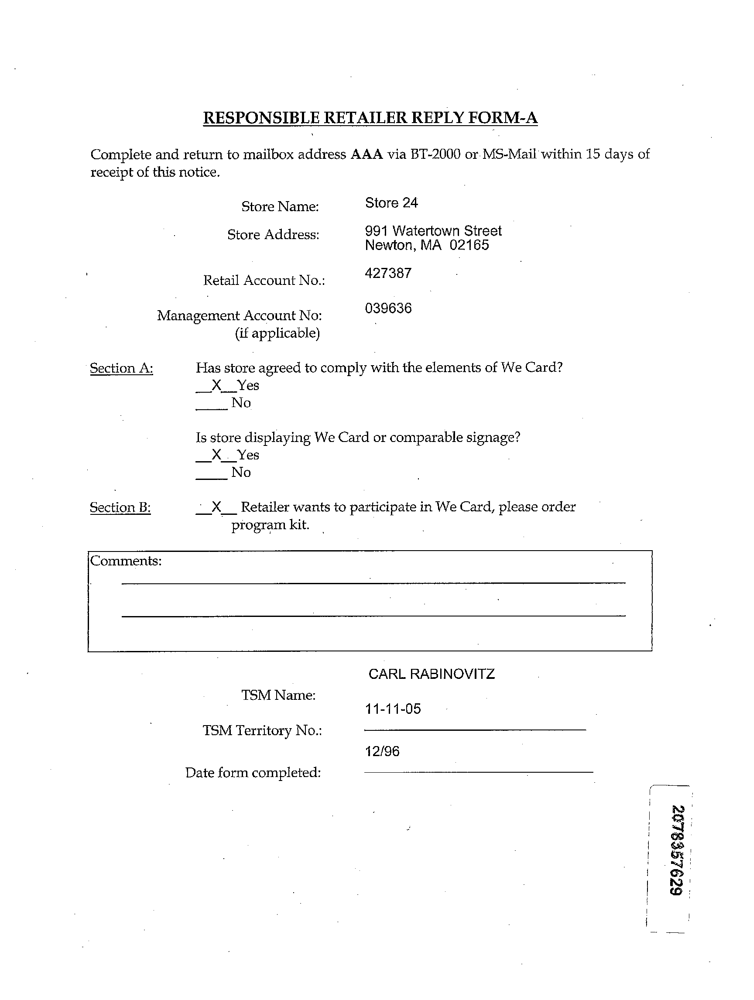 RESPONSIBLE RETAILER REPLY FORM-A
Complete and return to mailbox address AAA via BT-2000 or MS-Mail within 15 days of
receipt of this notice.
Store Name: Store 24
Store Address: 991 Watertown Street
Newton, MA 02165
Retail Account No.: 427387
Management Account No: 039636
(if applicable)
Section A: Has store agreed to comply with the elements of We Card?
__X__Yes
____ No
Is store displaying We Card or comparable signage?
__X__Yes
____ No
Section B: __X__ Retailer wants to participate in We Card, please order
program kit.
Comments:
CARL RABINOVITZ
TSM Name:
11-11-05
TSM Territory No.:
12/96
Date form completed:
2078357629